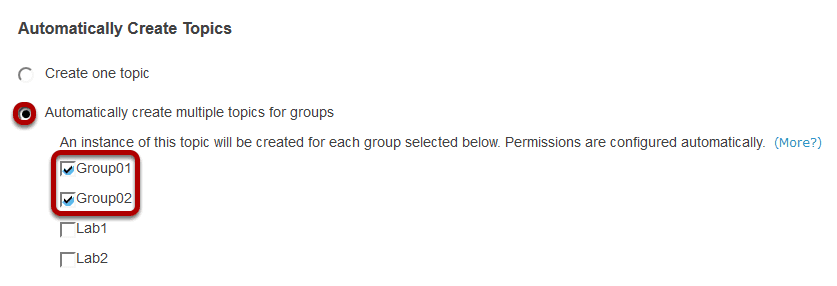 Automatically Create Topics
Create one topic
Automatically create multiple topics for groups
An instance of this topic will be created for each group selected below. Permissions are configured automatically. (More?)
Group01
Group02
Lab1
Lab2